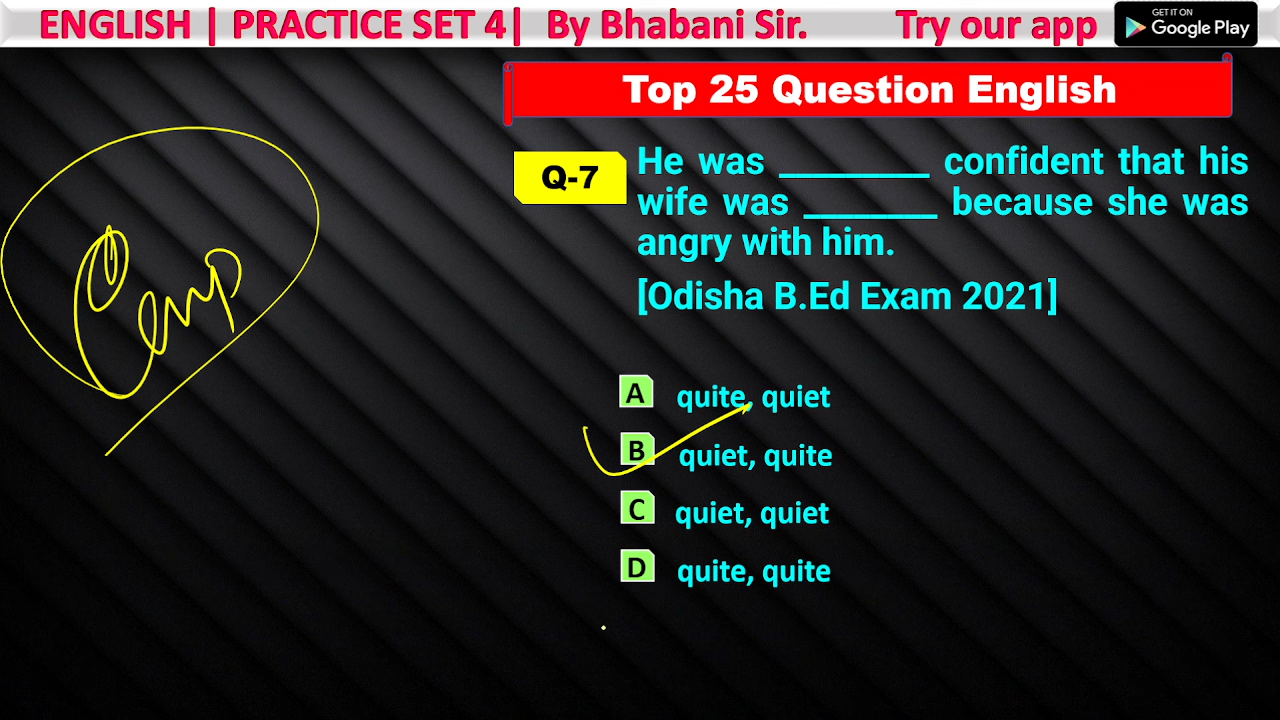 ENGLISH | PRACTICE SET 4| By Bhabani Sir. Try our app
GET IT ON
Google Play
Top 25 Question English
Q-7
He was ________ confident that his
wife was _______ because she was
angry with him.
[Odisha B.Ed Exam 2021]
A quite, quiet
B quiet, quite
C quiet, quiet
D quite, quite